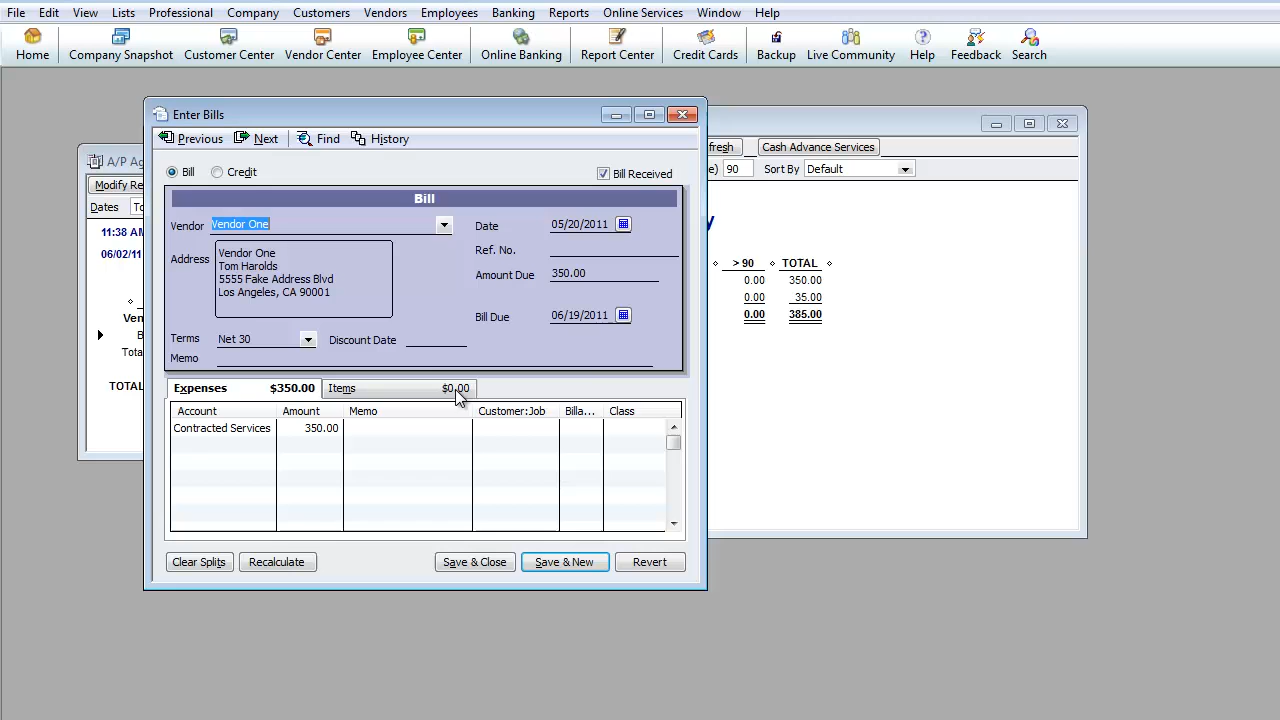 File Edit View Lists Professional Company Customers Vendors Employees Banking Reports Online Services Window Help
Home Company Snapshot Customer Center Vendor Center Employee Center Online Banking Report Center Credit Cards Backup Live Community Help Feedback Search
Enter Bills
Previous Next Find History
Bill Credit Bill Received
Bill
Vendor Vendor One
Date 05/20/2011
Ref. No.
Address
Vendor One
Tom Harolds
5555 Fake Address Blvd
Los Angeles, CA 90001
Amount Due 350.00
Bill Due 06/19/2011
Terms Net 30 Discount Date
Memo
Expenses $350.00 Items $0.00
Account Amount Memo Customer:Job Billa... Class
Contracted Services 350.00
Clear Splits Recalculate Save & Close Save & New Revert
A/P Ag
Modify Re
Dates To
11:38 AM
06/02/11
Ven
B
Tota
TOTAL
fresh Cash Advance Services
e) 90 Sort By Default
y
> 90 TOTAL
0.00 350.00
0.00 35.00
0.00 385.00